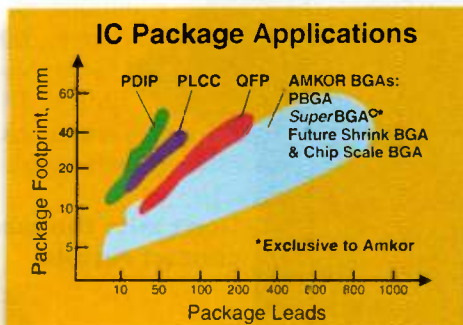 IC Package Applications
PDIP PLCC QFP AMKOR BGAs:
PBGA
SuperBGA®*
Future Shrink BGA
& Chip Scale BGA
Package Footprint, mm
60
40
20
10
5
*Exclusive to Amkor
10 50 100 200 400 600 800 1000
Package Leads